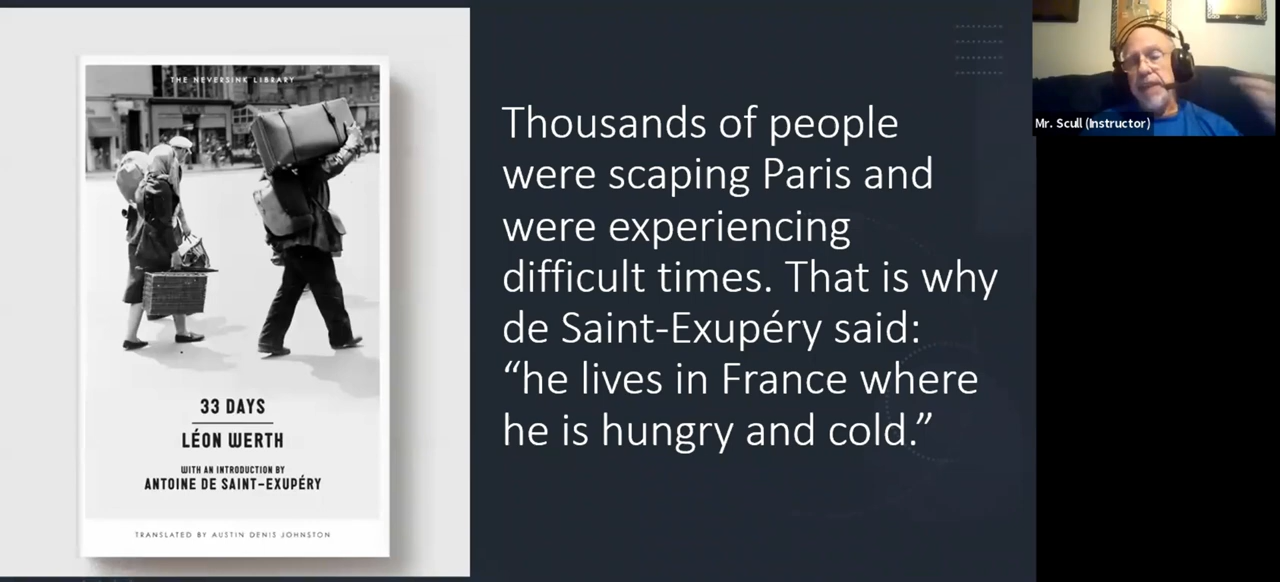 THE NEVERSINK LIBRARY
33 DAYS
LÉON WERTH
WITH AN INTRODUCTION BY
ANTOINE DE SAINT-EXUPÉRY
TRANSLATED BY AUSTIN DENIS JOHNSTON
Thousands of people
were scaping Paris and
were experiencing
difficult times. That is why
de Saint-Exupéry said:
“he lives in France where
he is hungry and cold.”
Mr. Scull (Instructor)